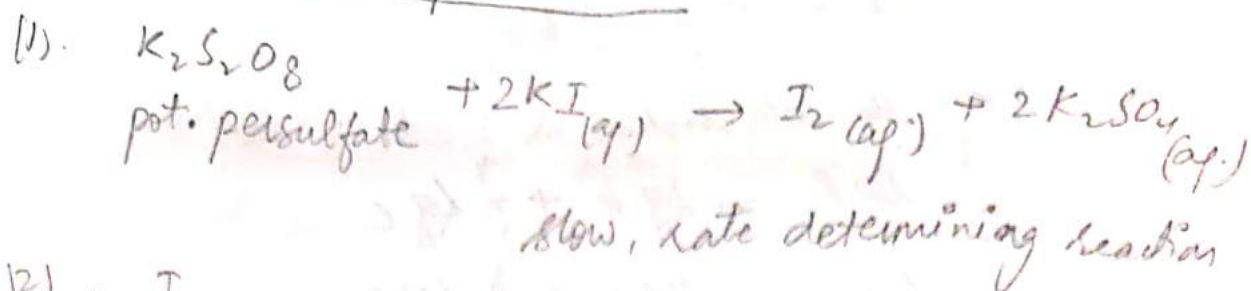 (1). K₂S₂O₈ + 2KI(aq.) → I₂ (aq.) + 2K₂SO₄(aq.)
pot. persulfate
slow, rate determining reaction
(2) I